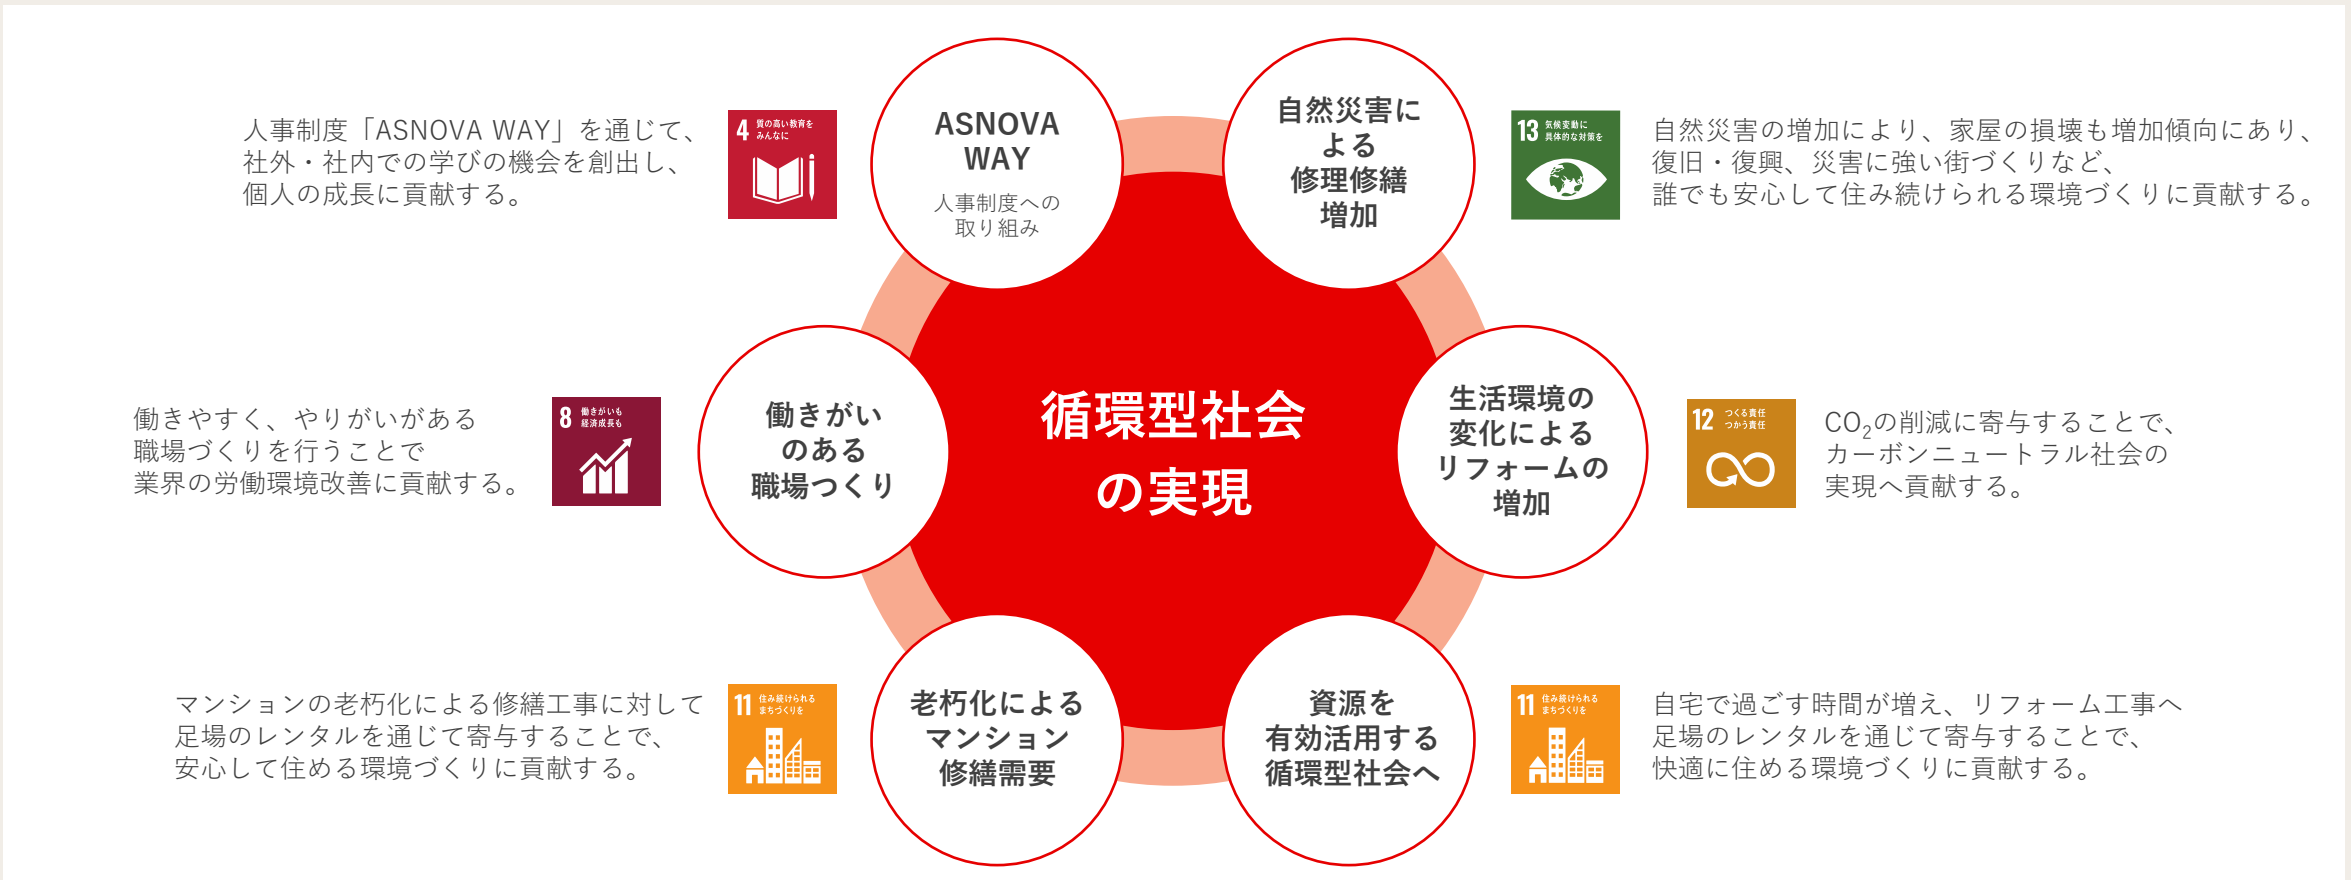 人事制度「ASNOVA WAY」を通じて、
社外・社内での学びの機会を創出し、
個人の成長に貢献する。
4 質の高い教育を
みんなに
ASNOVA
WAY
人事制度への
取り組み
自然災害に
よる
修理修繕
増加
13 気候変動に
具体的な対策を
自然災害の増加により、家屋の損壊も増加傾向にあり、
復旧・復興、災害に強い街づくりなど、
誰でも安心して住み続けられる環境づくりに貢献する。
働きやすく、やりがいがある
職場づくりを行うことで
業界の労働環境改善に貢献する。
8 働きがいも
経済成長も
働きがい
のある
職場つくり
循環型社会
の実現
生活環境の
変化による
リフォームの
増加
12 つくる責任
つかう責任
CO₂の削減に寄与することで、
カーボンニュートラル社会の
実現へ貢献する。
マンションの老朽化による修繕工事に対して
足場のレンタルを通じて寄与することで、
安心して住める環境づくりに貢献する。
11 住み続けられる
まちづくりを
老朽化による
マンション
修繕需要
資源を
有効活用する
循環型社会へ
11 住み続けられる
まちづくりを
自宅で過ごす時間が増え、リフォーム工事へ
足場のレンタルを通じて寄与することで、
快適に住める環境づくりに貢献する。